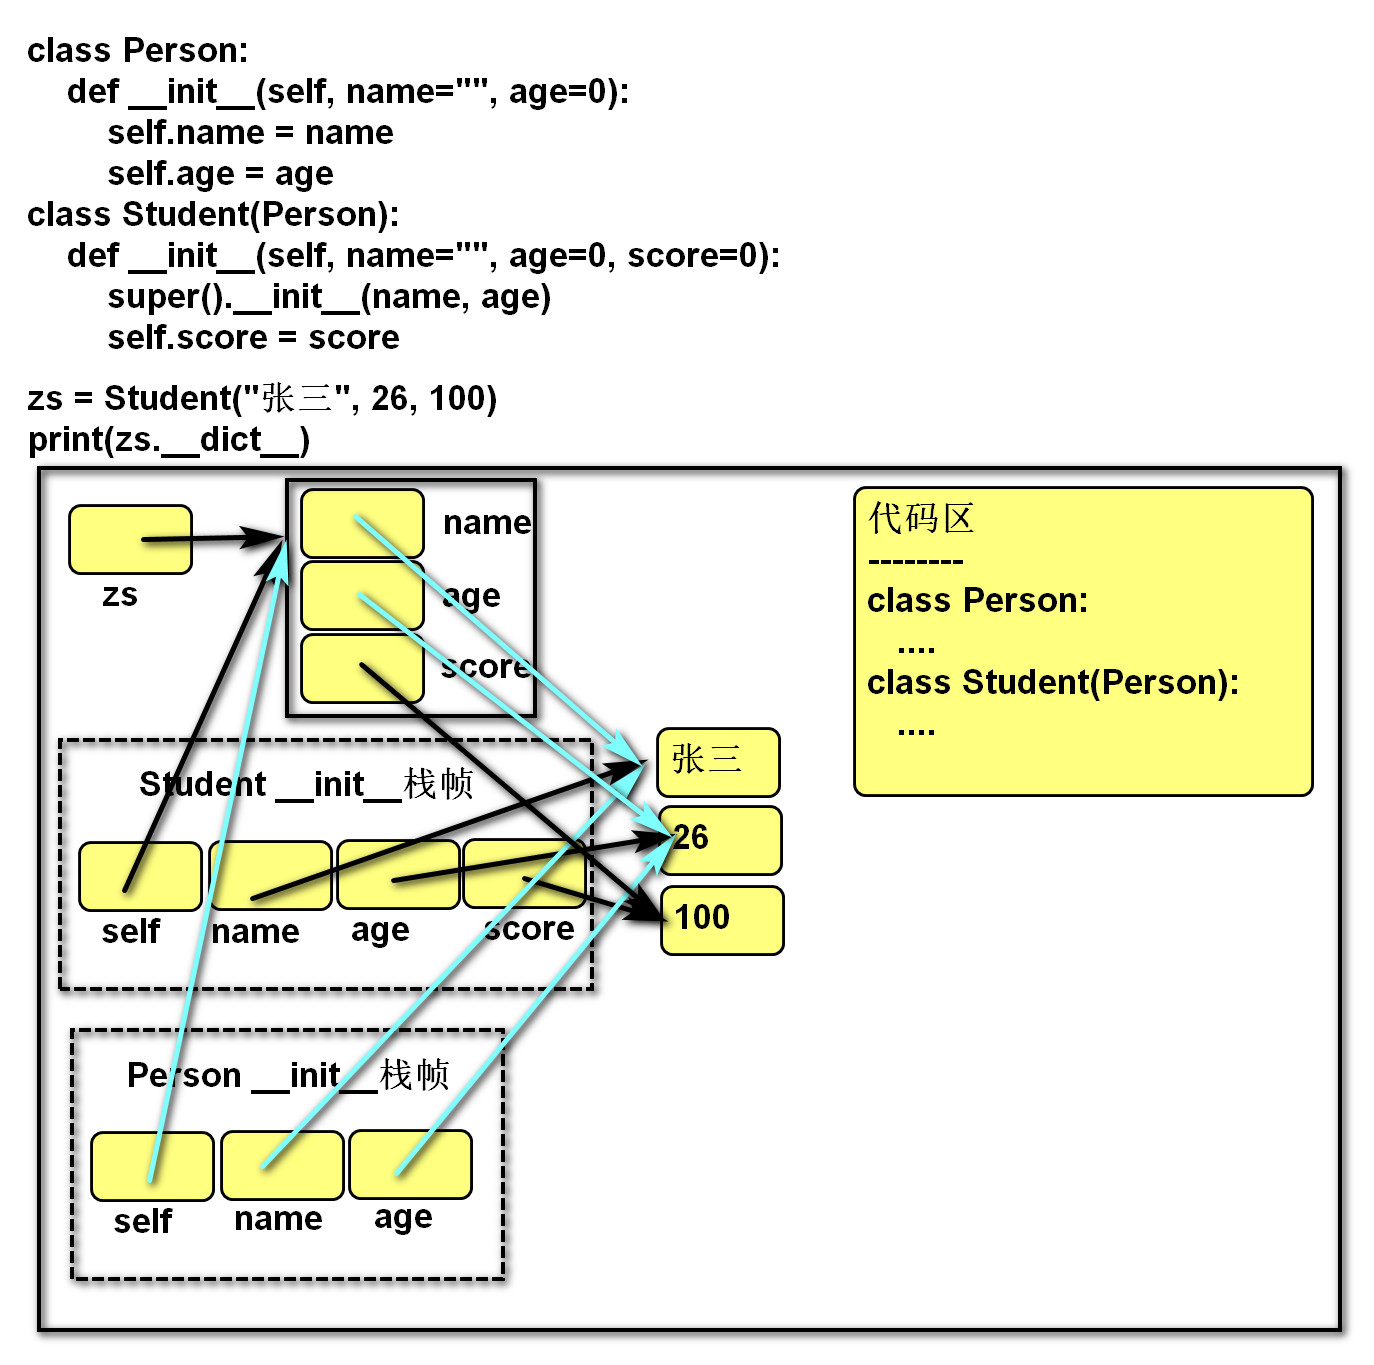 class Person:
    def __init__(self, name="", age=0):
        self.name = name
        self.age = age
class Student(Person):
    def __init__(self, name="", age=0, score=0):
        super().__init__(name, age)
        self.score = score
zs = Student("张三", 26, 100)
print(zs.__dict__)
zs
name
age
score
代码区
--------
class Person:
   ....
class Student(Person):
   ....
张三
26
100
Student __init__栈帧
self
name
age
score
Person __init__栈帧
self
name
age